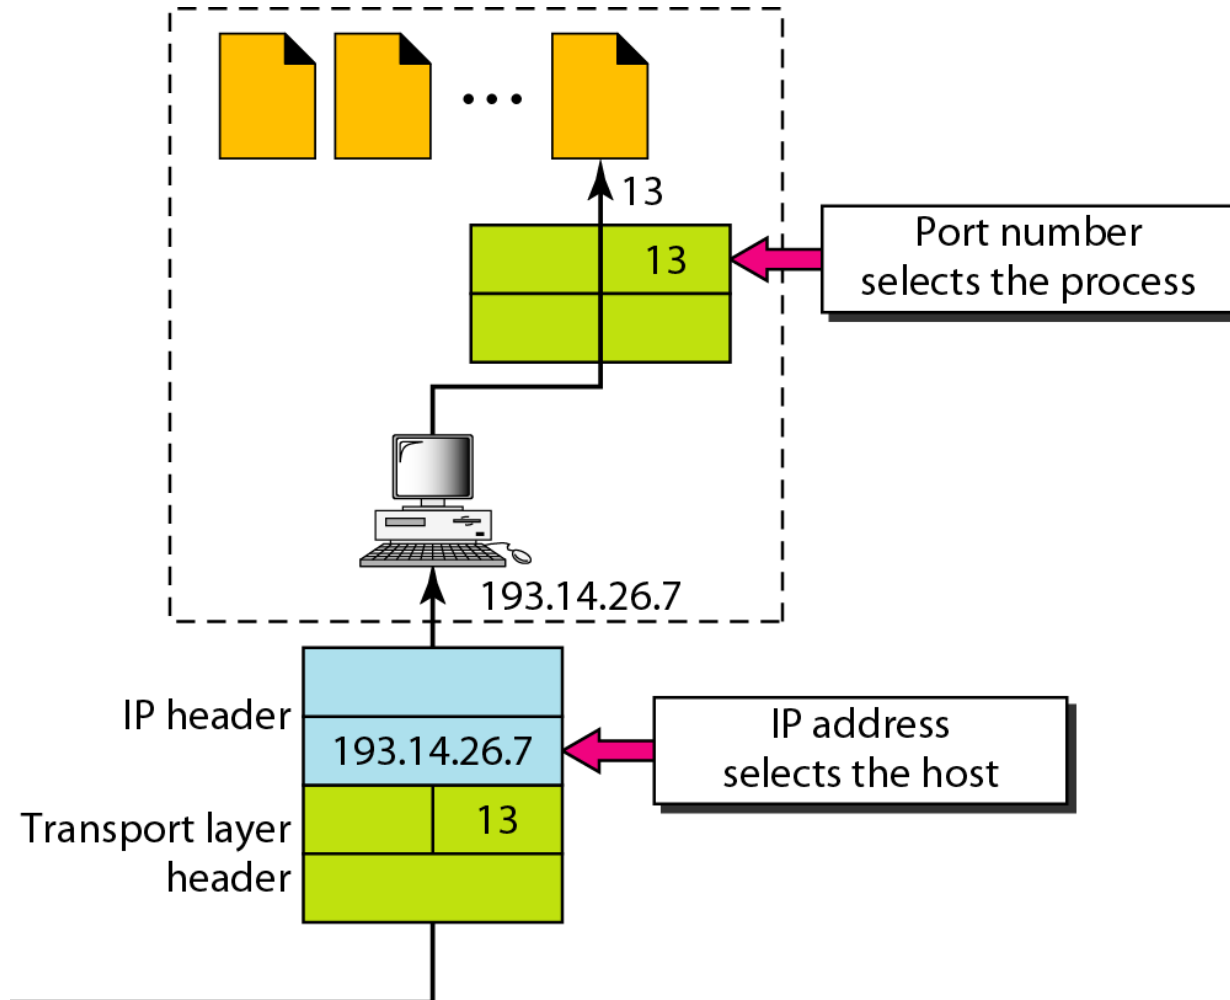 13
13
Port number
selects the process
193.14.26.7
IP header
193.14.26.7
IP address
selects the host
Transport layer
header
13